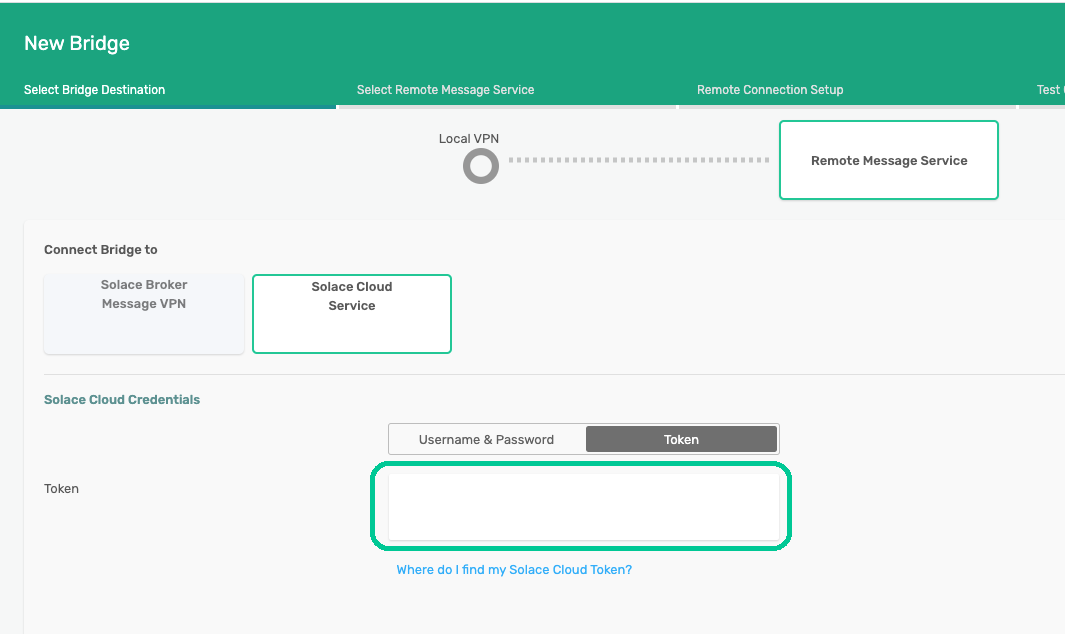 New Bridge
Select Bridge Destination
Select Remote Message Service
Remote Connection Setup
Test
Local VPN
Remote Message Service
Connect Bridge to
Solace Broker
Message VPN
Solace Cloud
Service
Solace Cloud Credentials
Username & Password
Token
Token
Where do I find my Solace Cloud Token?